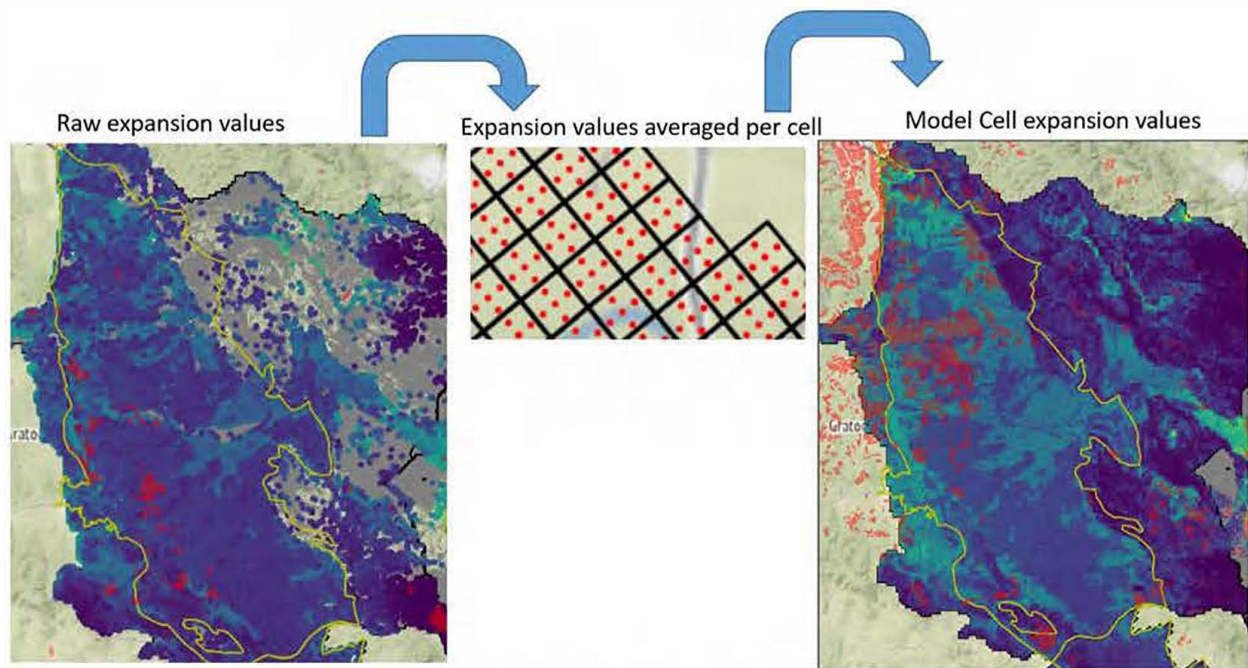 Raw expansion values
Expansion values averaged per cell
Model Cell expansion values